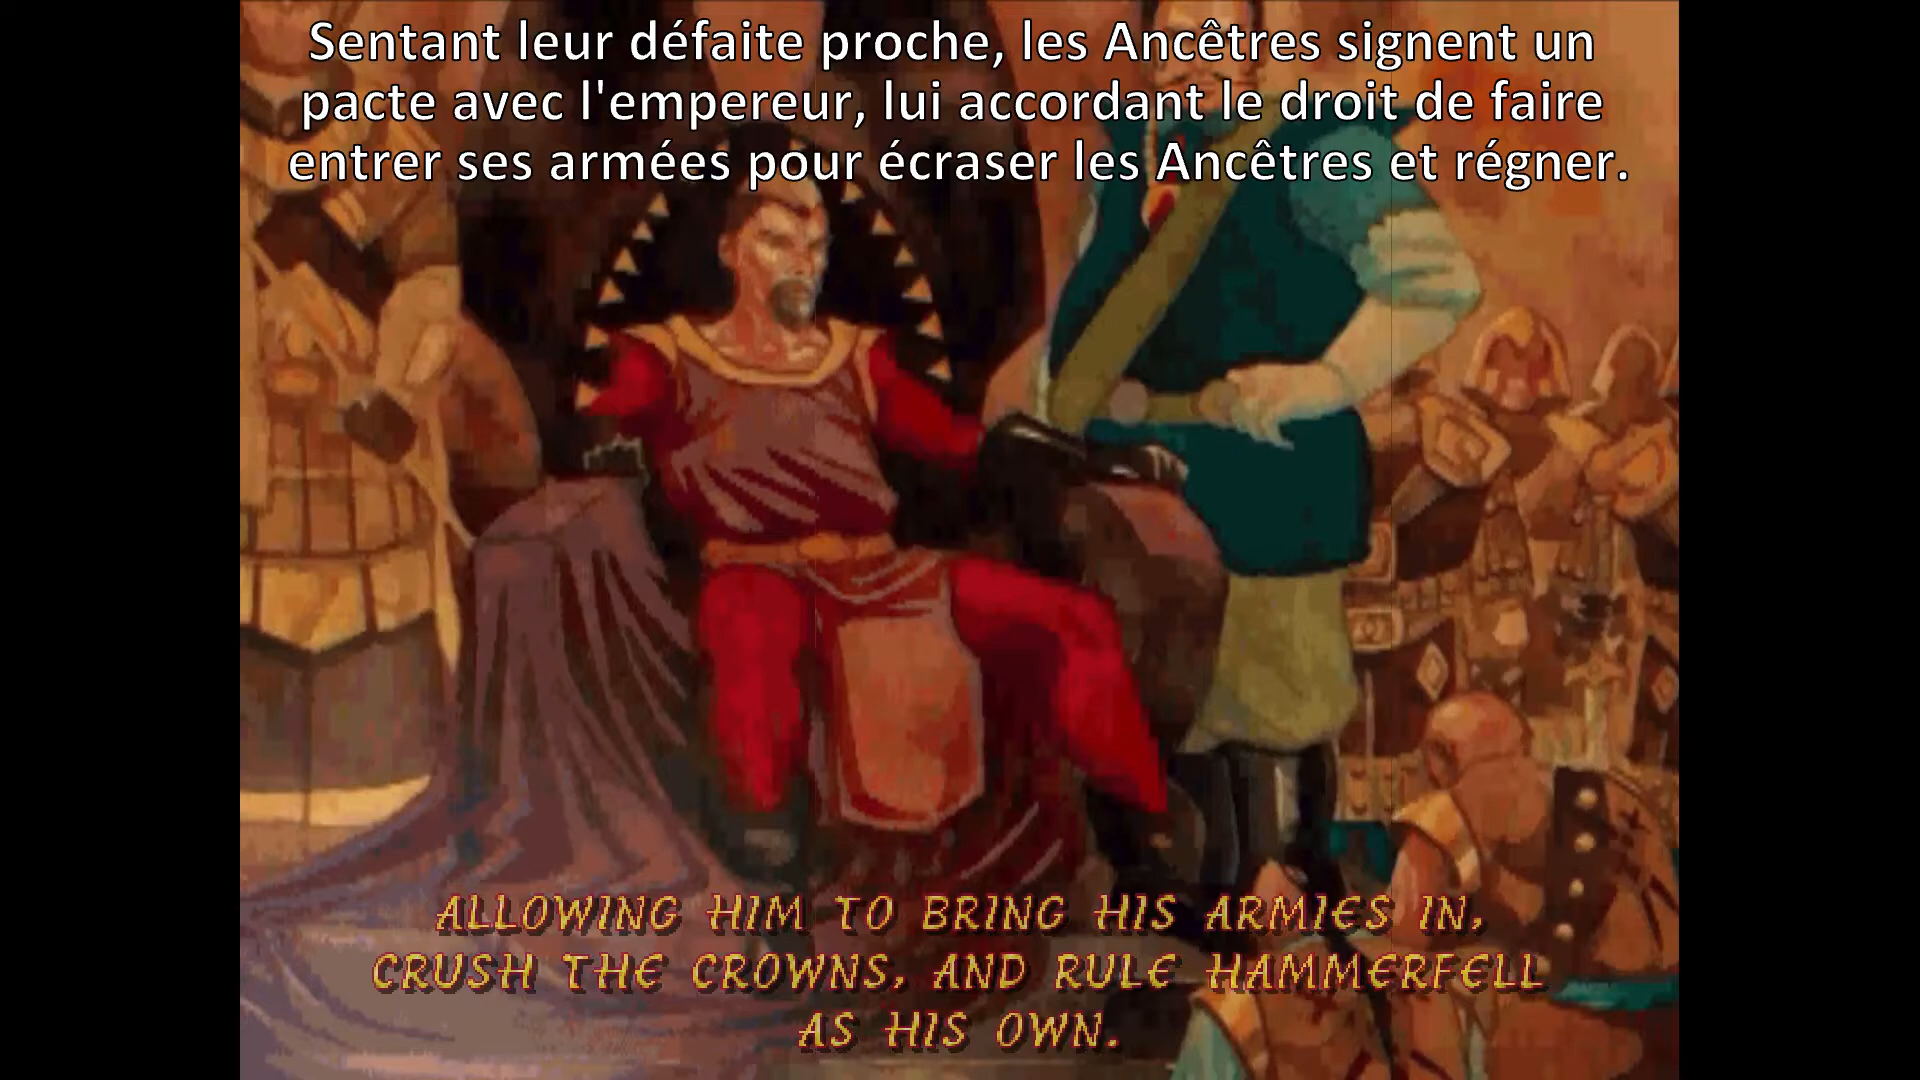 Sentant leur défaite proche, les Ancêtres signent un
pacte avec l'empereur, lui accordant le droit de faire
entrer ses armées pour écraser les Ancêtres et régner.
ALLOWING HIM TO BRING HIS ARMIES IN,
CRUSH THE CROWNS, AND RULE HAMMERFELL
AS HIS OWN.